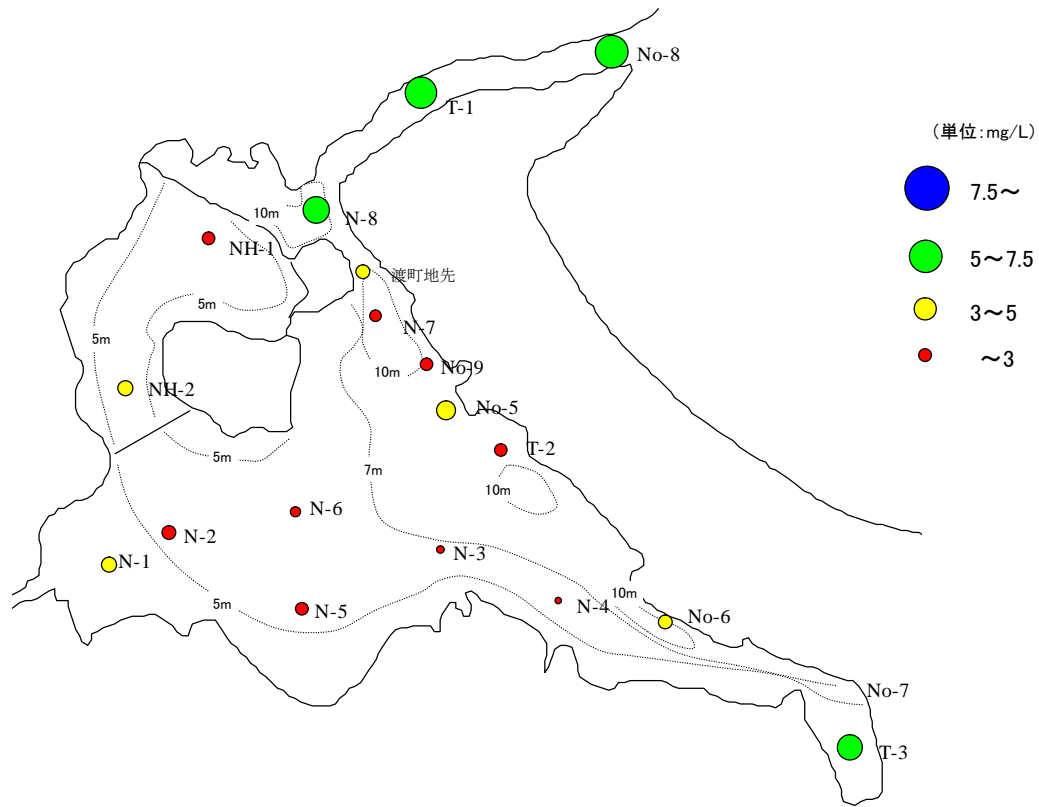 No-8
T-1
（単位：mg/L）
7.5～
10m
N-8
NH-1
5～7.5
渡町地先
5m
3～5
N-7
5m
～3
10m
No-9
NH-2
No-5
T-2
5m
7m
10m
N-6
N-2
N-3
N-1
10m
5m
N-5
N-4
No-6
No-7
T-3